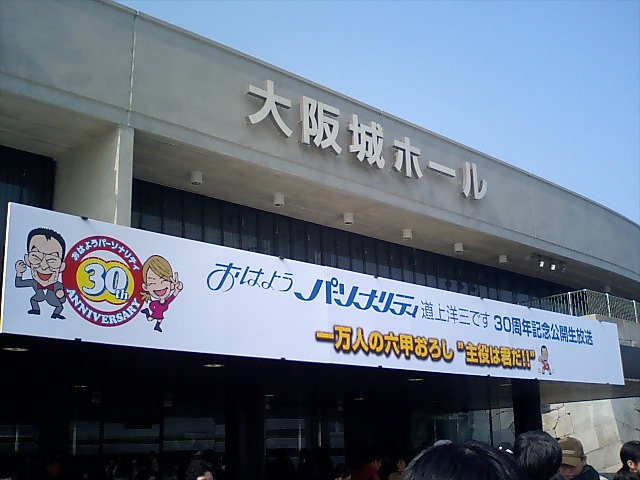 大阪城ホール
おはようパーソナリティ
30th
ANNIVERSARY
おはようパーソナリティ道上洋三です 30周年記念公開生放送
一万人の六甲おろし〝主役は君だ!!〟